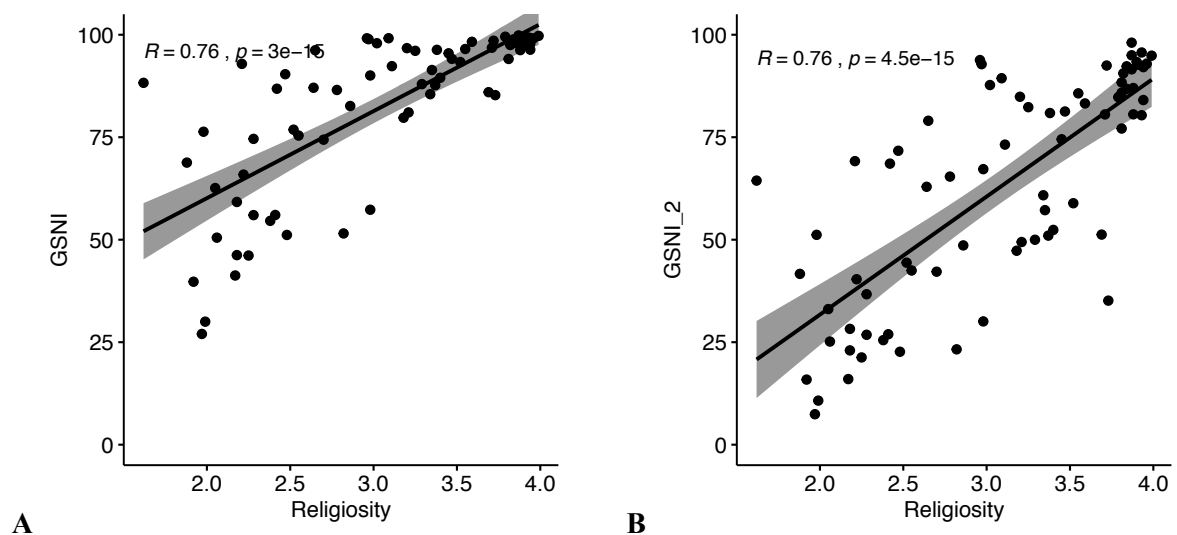 R = 0.76 , p = 3e−15
GSNI
100
75
50
25
0
2.0 2.5 3.0 3.5 4.0
Religiosity
A
R = 0.76 , p = 4.5e−15
GSNI_2
100
75
50
25
0
2.0 2.5 3.0 3.5 4.0
Religiosity
B